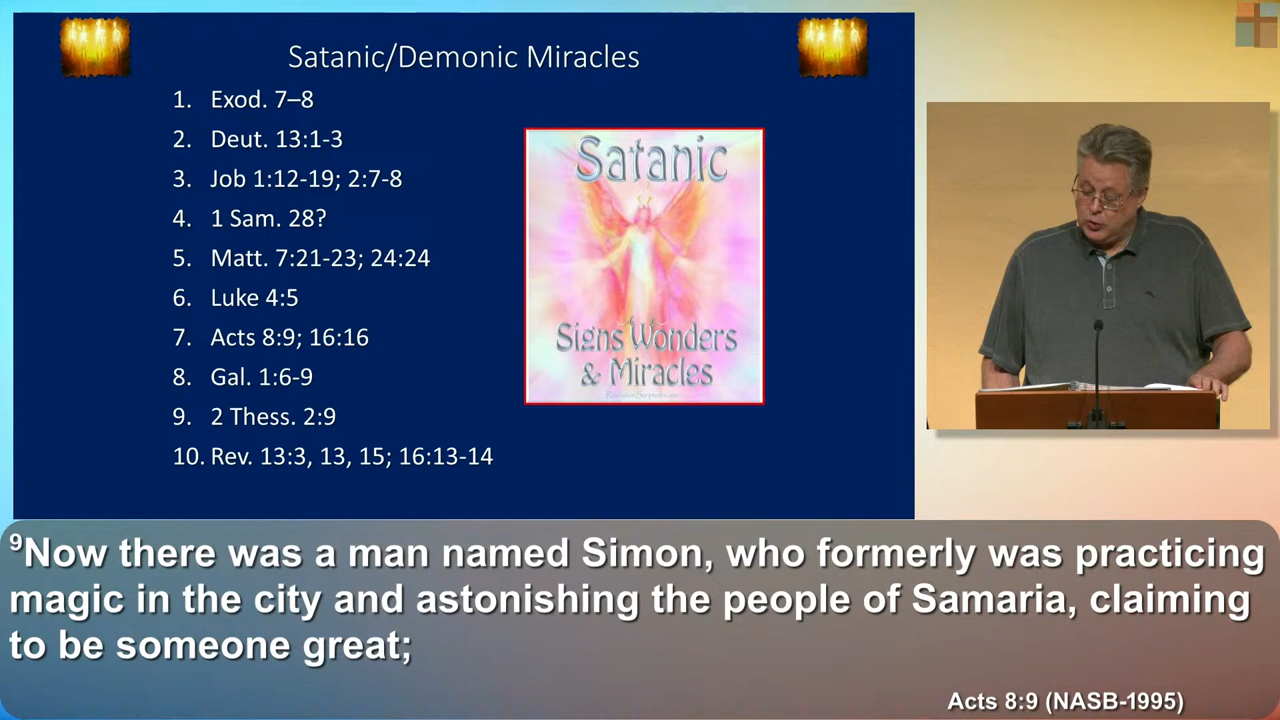 Satanic/Demonic Miracles
1. Exod. 7–8
2. Deut. 13:1-3
3. Job 1:12-19; 2:7-8
4. 1 Sam. 28?
5. Matt. 7:21-23; 24:24
6. Luke 4:5
7. Acts 8:9; 16:16
8. Gal. 1:6-9
9. 2 Thess. 2:9
10. Rev. 13:3, 13, 15; 16:13-14
Satanic
Signs Wonders
& Miracles
⁹Now there was a man named Simon, who formerly was practicing
magic in the city and astonishing the people of Samaria, claiming
to be someone great;
Acts 8:9 (NASB-1995)